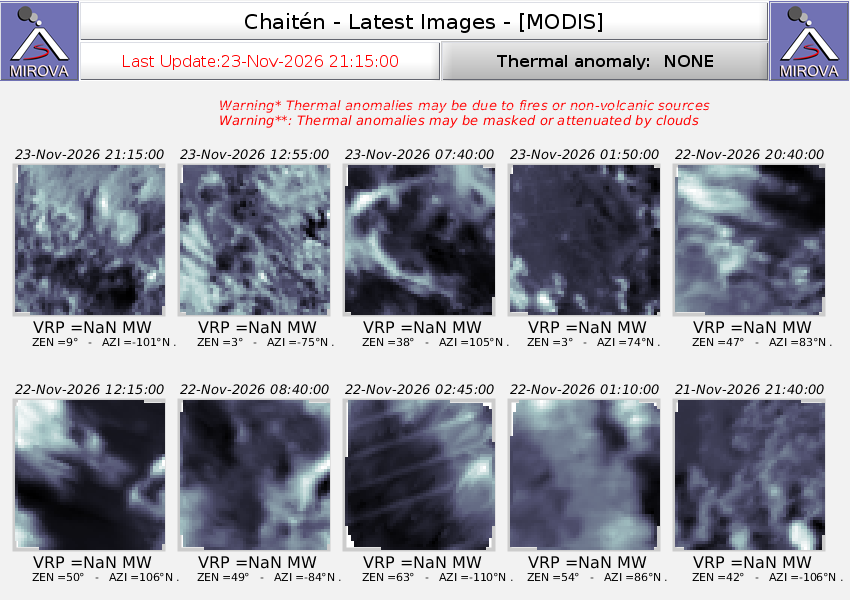 Chaitén - Latest Images - [MODIS]
MIROVA
MIROVA
Last Update:23-Nov-2026 21:15:00
Thermal anomaly: NONE
Warning* Thermal anomalies may be due to fires or non-volcanic sources
Warning**: Thermal anomalies may be masked or attenuated by clouds
23-Nov-2026 21:15:00 23-Nov-2026 12:55:00 23-Nov-2026 07:40:00 23-Nov-2026 01:50:00 22-Nov-2026 20:40:00
VRP =NaN MW VRP =NaN MW VRP =NaN MW VRP =NaN MW VRP =NaN MW
ZEN =9° - AZI =-101°N . ZEN =3° - AZI =-75°N . ZEN =38° - AZI =105°N . ZEN =3° - AZI =74°N . ZEN =47° - AZI =83°N .
22-Nov-2026 12:15:00 22-Nov-2026 08:40:00 22-Nov-2026 02:45:00 22-Nov-2026 01:10:00 21-Nov-2026 21:40:00
VRP =NaN MW VRP =NaN MW VRP =NaN MW VRP =NaN MW VRP =NaN MW
ZEN =50° - AZI =106°N . ZEN =49° - AZI =-84°N . ZEN =63° - AZI =-110°N . ZEN =54° - AZI =86°N . ZEN =42° - AZI =-106°N .